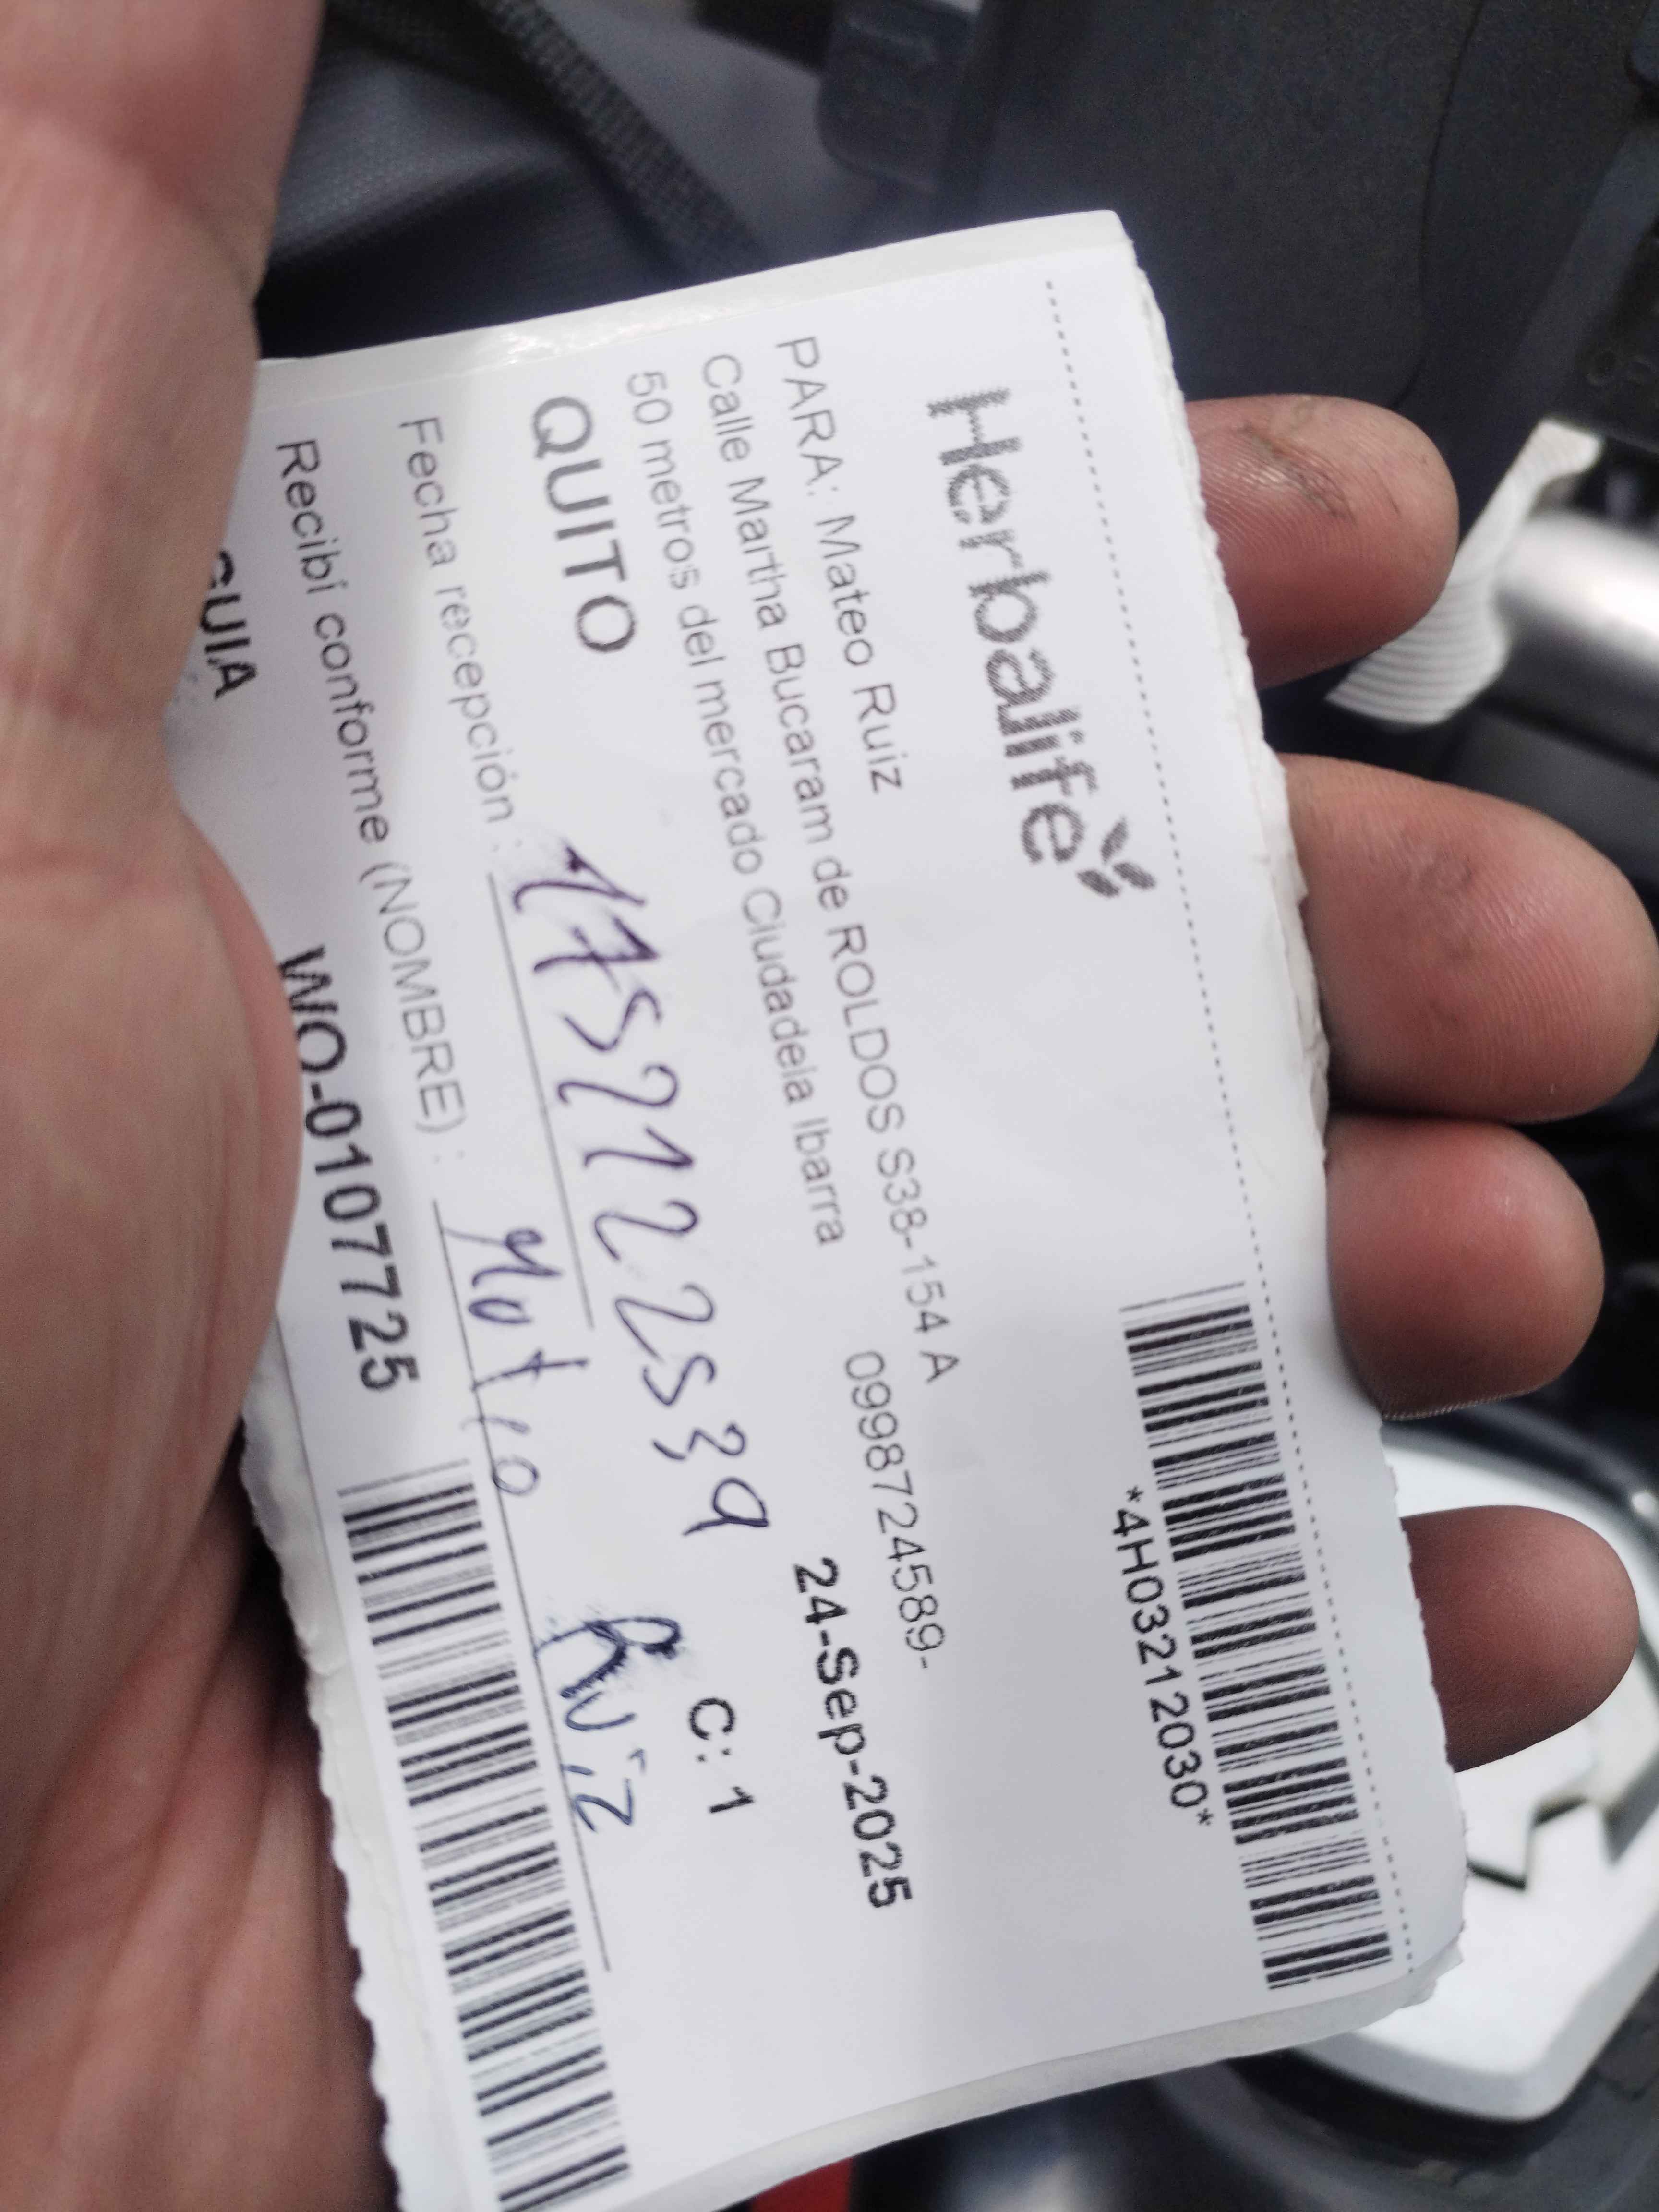 Herbalife
*4H03212030*
PARA: Mateo Ruiz
Calle Martha Bucaram de ROLDOS S38-154 A
50 metros del mercado Ciudadela Ibarra
0998724589-
QUITO
24-Sep-2025
Fecha recepción :
1752122539
C: 1
Recibí conforme (NOMBRE) : Mateo Ruiz
GUIA
WO-0107725